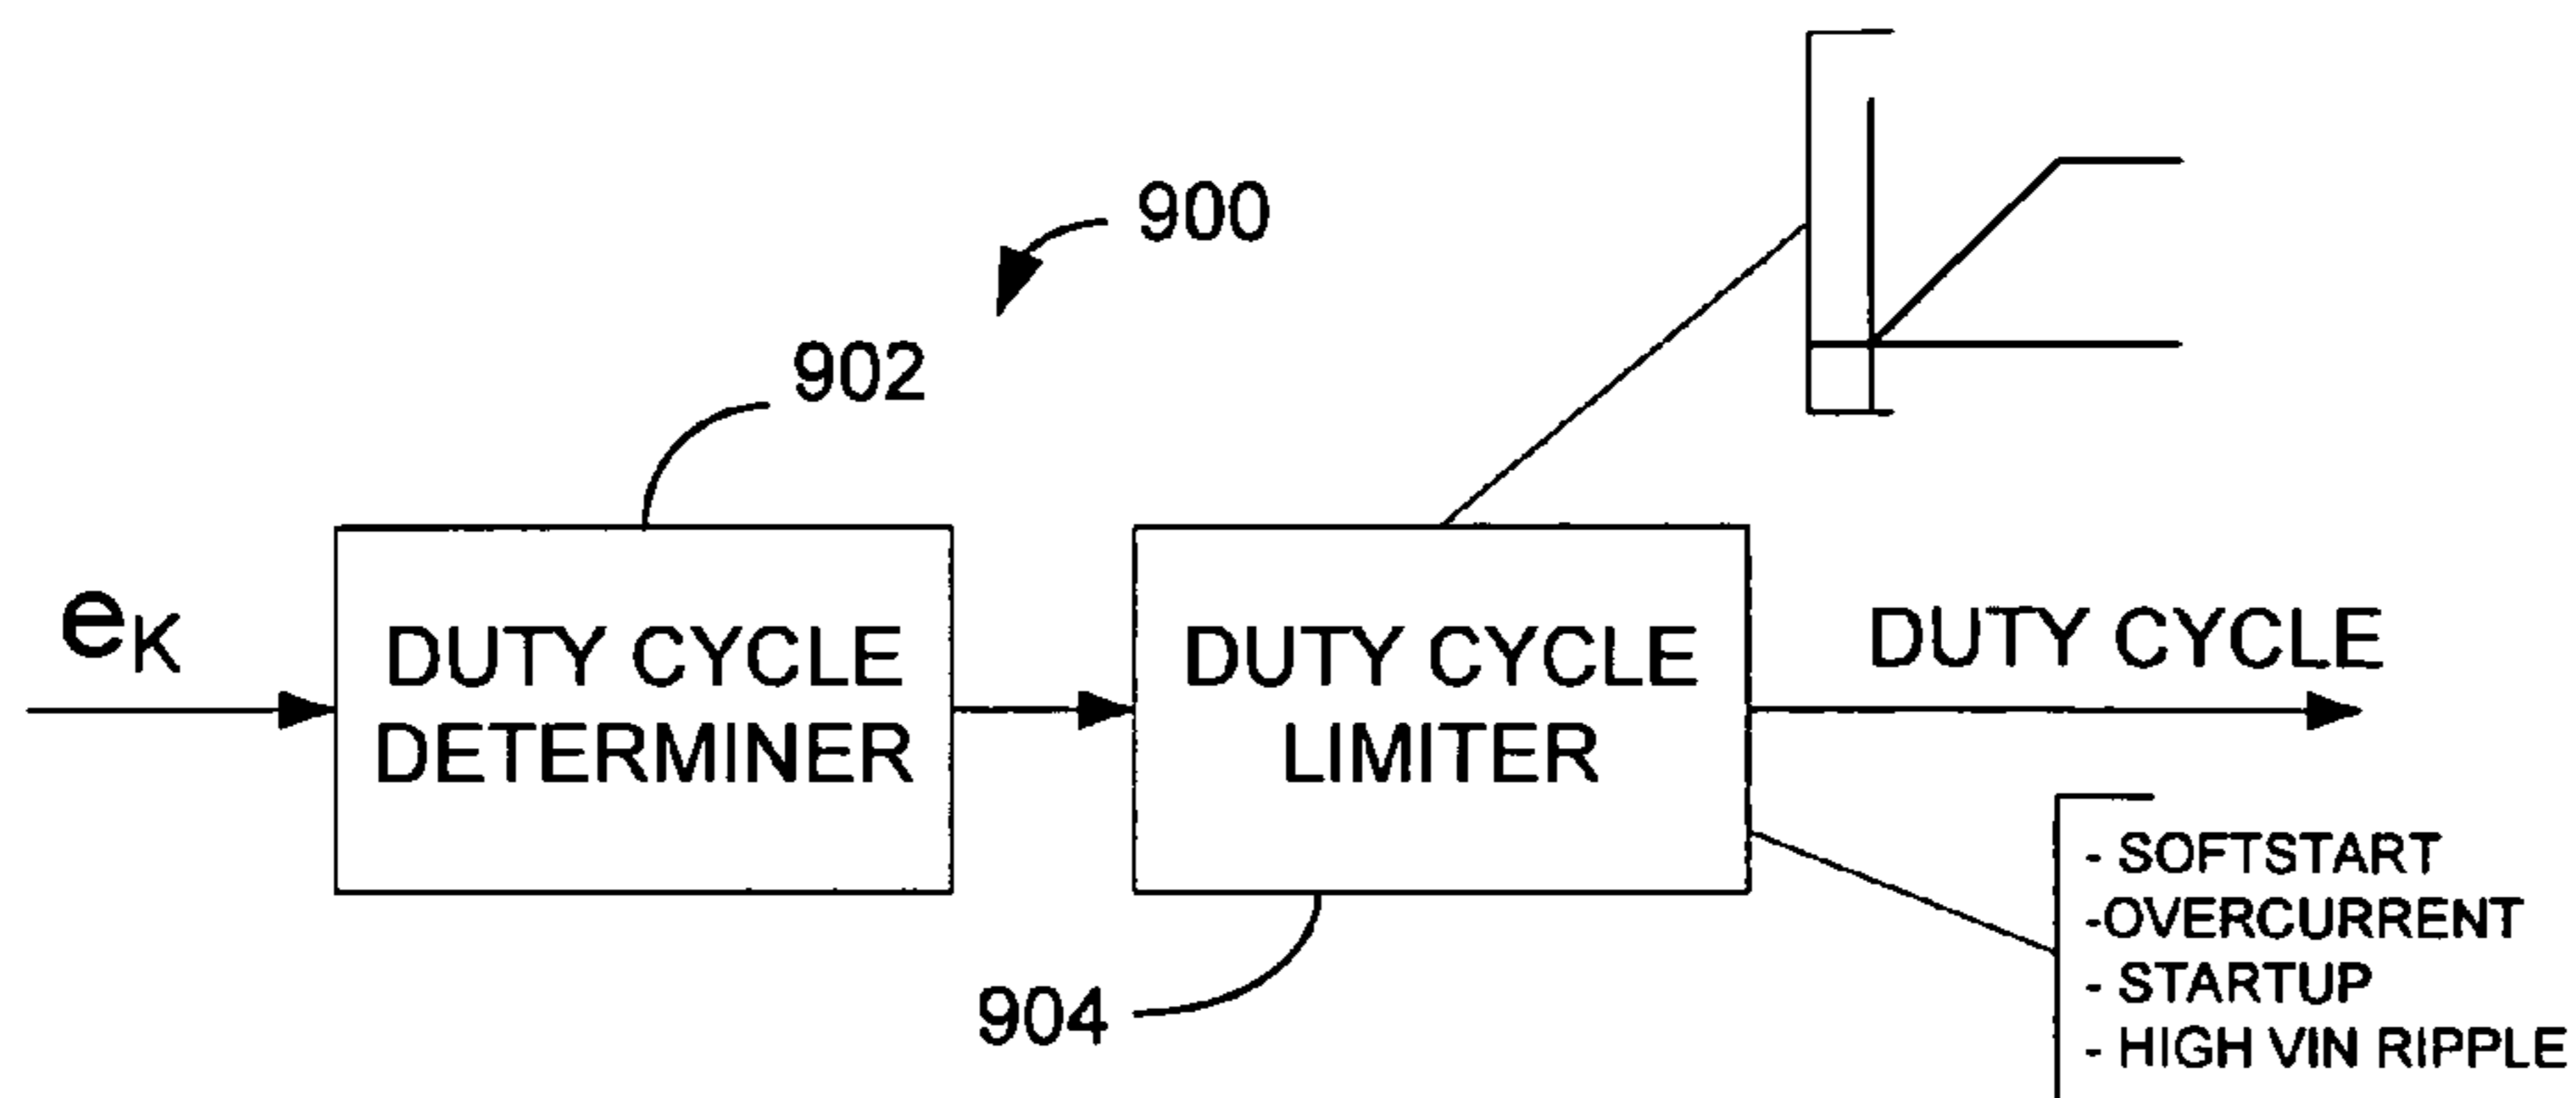 900
902
eK
DUTY CYCLE
DETERMINER
DUTY CYCLE
LIMITER
DUTY CYCLE
904
- SOFTSTART
-OVERCURRENT
- STARTUP
- HIGH VIN RIPPLE